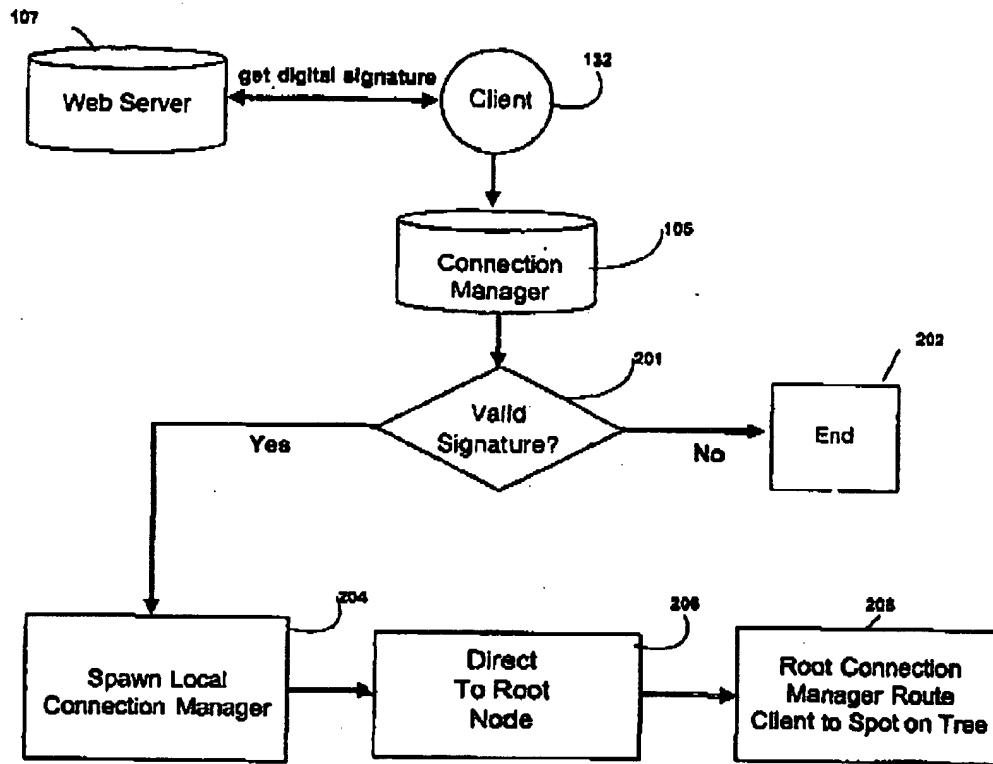 107
Web Server
get digital signature
Client
132
Connection
Manager
105
Valid
Signature?
201
Yes
No
End
202
Spawn Local
Connection Manager
204
Direct
To Root
Node
206
Root Connection
Manager Route
Client to Spot on Tree
208